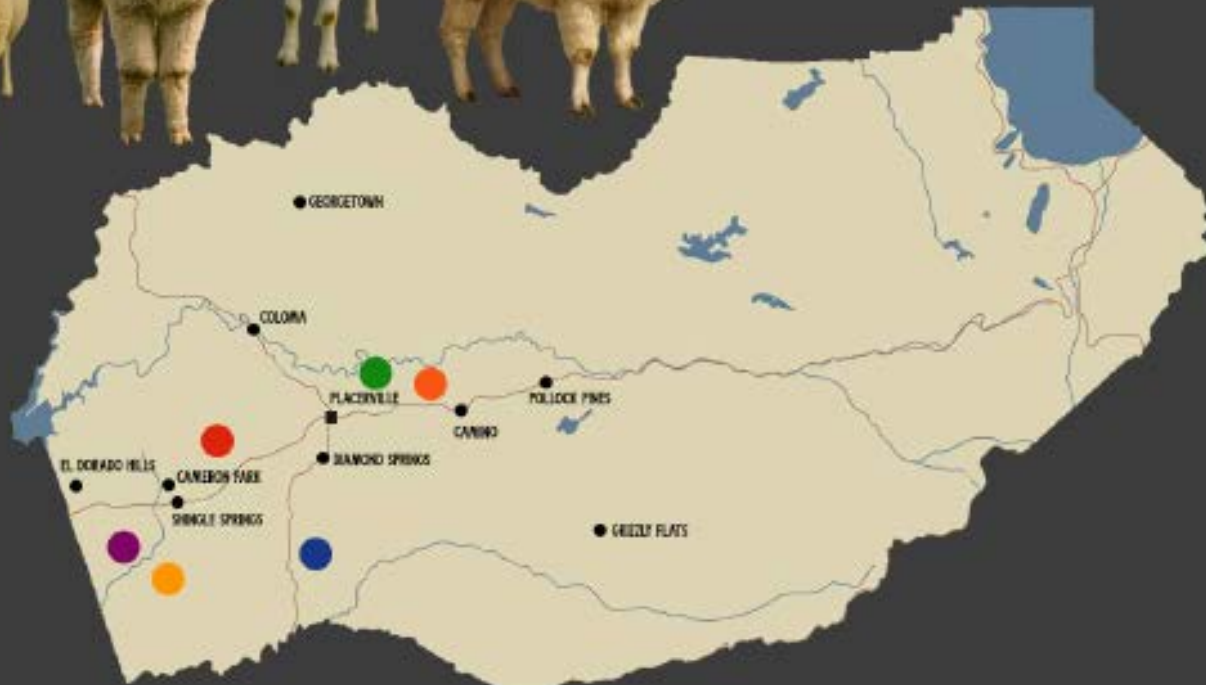 GEORGETOWN
COLOMA
PLACERVILLE
POLLOCK PINES
CAMINO
DIAMOND SPRINGS
EL DORADO HILLS
CAMERON PARK
SHINGLE SPRINGS
GRIZZLY FLATS